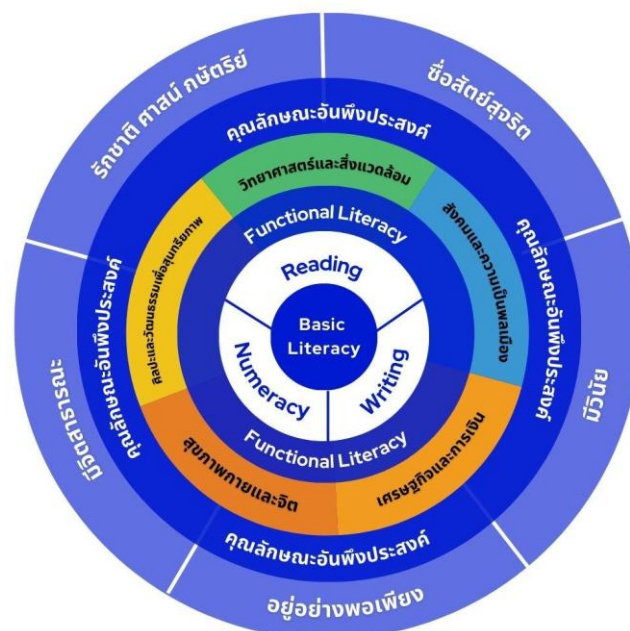 รักชาติ ศาสน์ กษัตริย์
ซื่อสัตย์สุจริต
มีวินัย
อยู่อย่างพอเพียง
มีจิตสาธารณะ
คุณลักษณะอันพึงประสงค์
คุณลักษณะอันพึงประสงค์
คุณลักษณะอันพึงประสงค์
คุณลักษณะอันพึงประสงค์
วิทยาศาสตร์และสิ่งแวดล้อม
สังคมและความเป็นพลเมือง
เศรษฐกิจและการเงิน
สุขภาพกายและจิต
ศิลปะและวัฒนธรรมเพื่อสุนทรียภาพ
Functional Literacy
Reading
Writing
Numeracy
Basic
Literacy
Functional Literacy